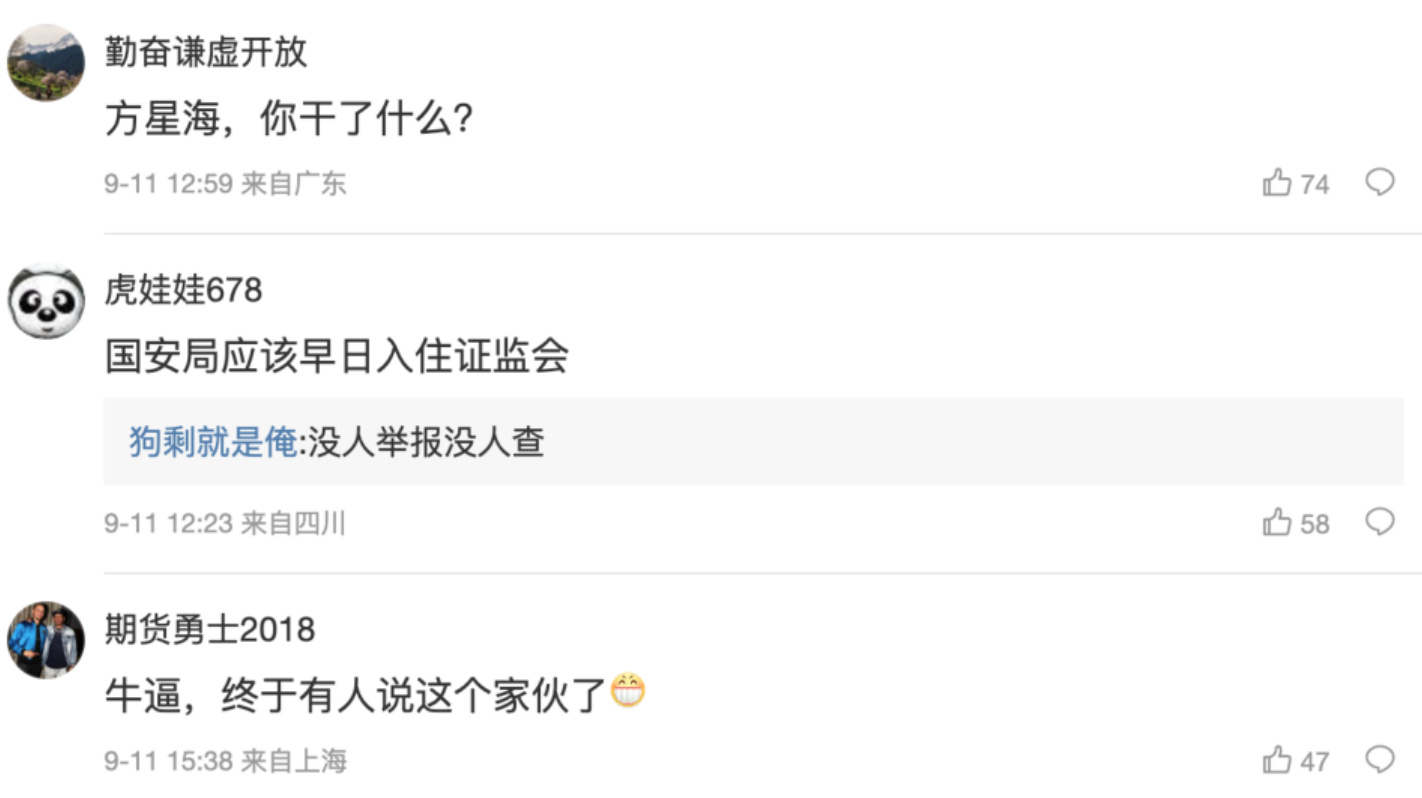 勤奋谦虚开放
方星海，你干了什么？
9-11 12:59 来自广东 74
虎娃娃678
国安局应该早日入住证监会
狗剩就是俺:没人举报没人查
9-11 12:23 来自四川 58
期货勇士2018
牛逼，终于有人说这个家伙了😁
9-11 15:38 来自上海 47